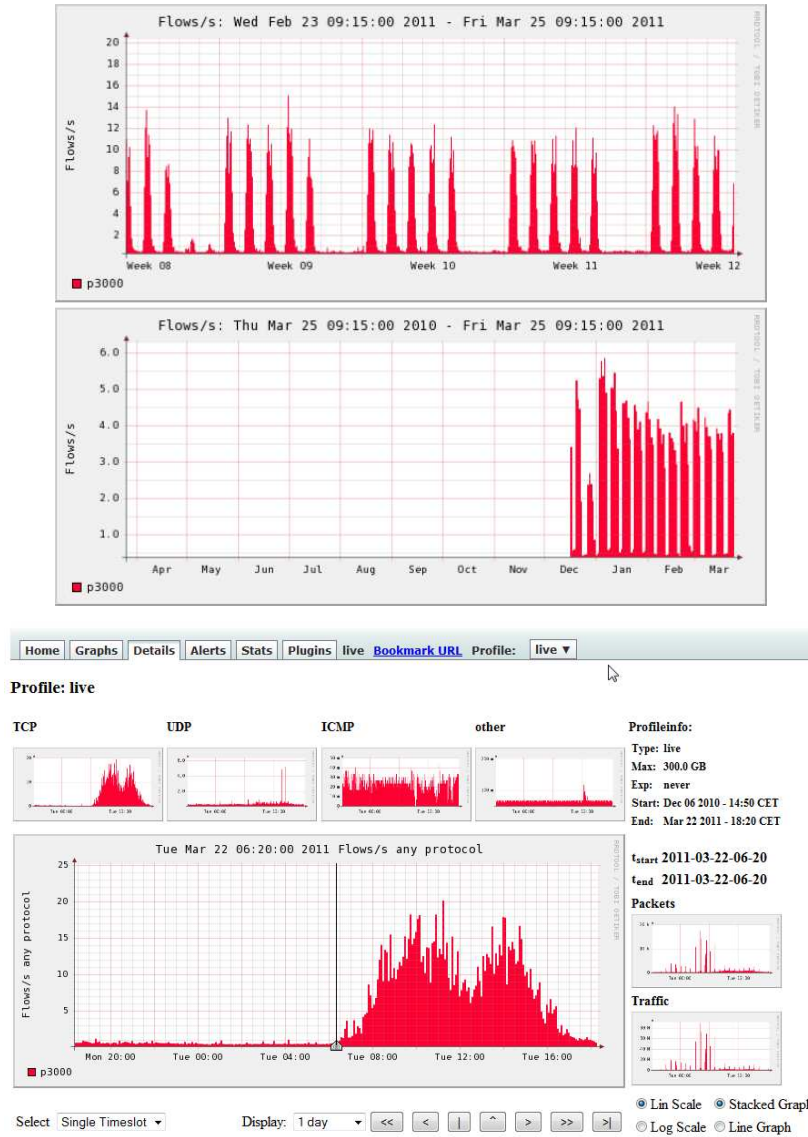 Flows/s: Wed Feb 23 09:15:00 2011 - Fri Mar 25 09:15:00 2011
RRDTOOL / TOBI OETIKER
Flows/s
20
18
16
14
12
10
8
6
4
2
Week 08 Week 09 Week 10 Week 11 Week 12
p3000
Flows/s: Thu Mar 25 09:15:00 2010 - Fri Mar 25 09:15:00 2011
RRDTOOL / TOBI OETIKER
Flows/s
6.0
5.0
4.0
3.0
2.0
1.0
Apr May Jun Jul Aug Sep Oct Nov Dec Jan Feb Mar
p3000
Home Graphs Details Alerts Stats Plugins live Bookmark URL Profile: live ▼
Profile: live
TCP UDP ICMP other Profileinfo:
Type: live
Max: 300.0 GB
Exp: never
Start: Dec 06 2010 - 14:50 CET
End: Mar 22 2011 - 18:20 CET
tstart 2011-03-22-06-20
tend 2011-03-22-06-20
Packets
Traffic
Tue Mar 22 06:20:00 2011 Flows/s any protocol
RRDTOOL / TOBI OETIKER
Flows/s any protocol
25
20
15
10
5
Mon 20:00 Tue 00:00 Tue 04:00 Tue 08:00 Tue 12:00 Tue 16:00
p3000
Select Single Timeslot Display: 1 day << < | ^ > >> >|
Lin Scale Stacked Graph
Log Scale Line Graph